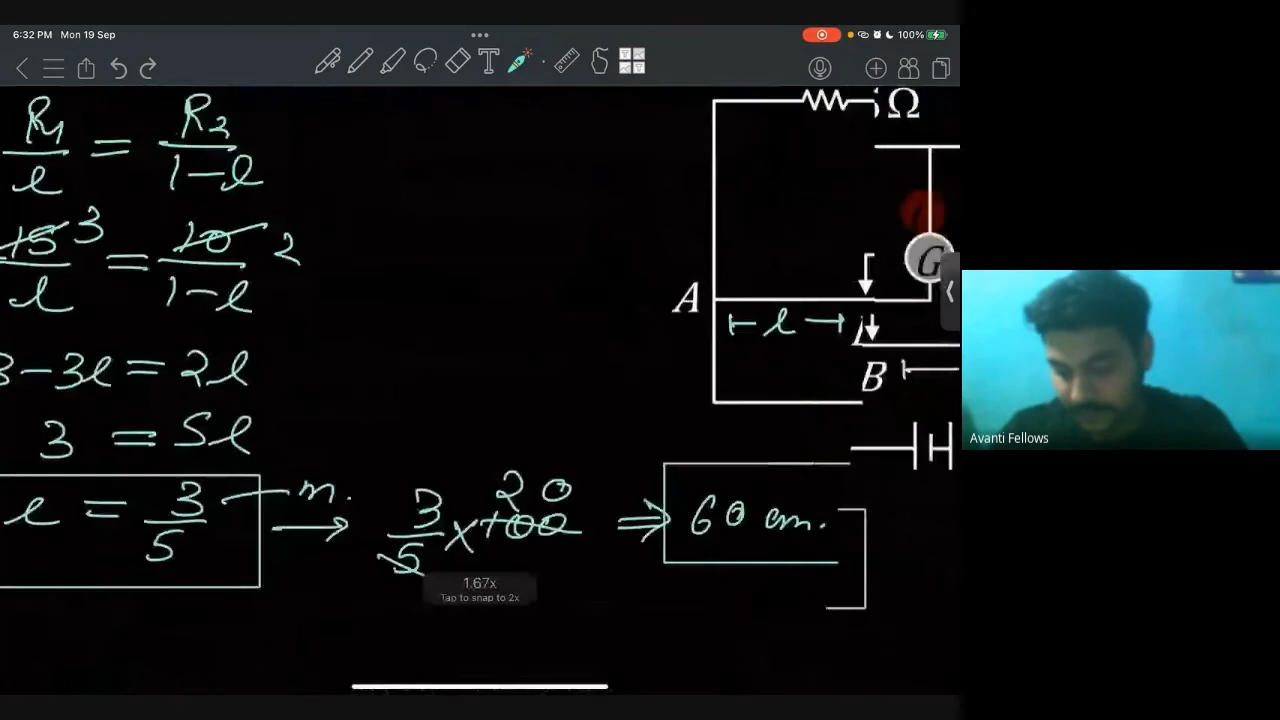 6:32 PM Mon 19 Sep
100%
T
R1/l = R2/1-l
15/l 3 = 10/1-l 2
3-3l = 2l
3 = 5l
l = 3/5 m. → 3/5 x 100 20 ⇒ 60 cm.
Ω
G
A
l
B
1.67x
Tap to snap to 2x
Avanti Fellows